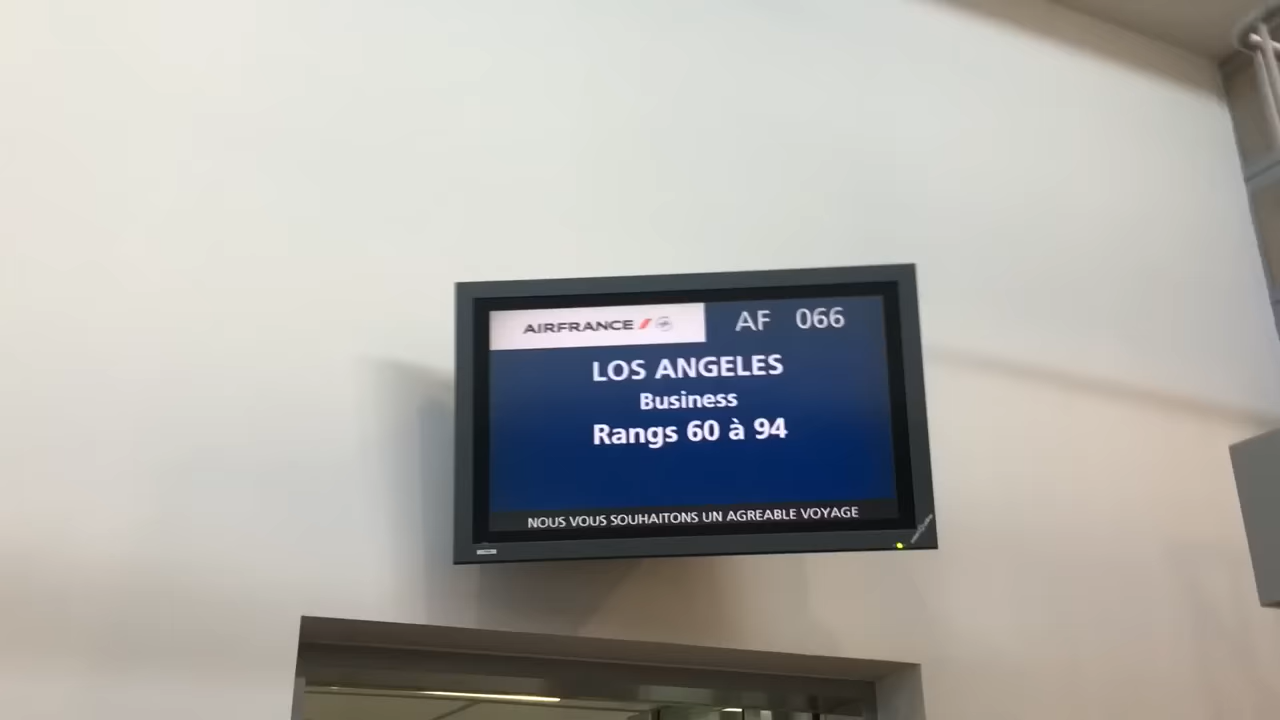 AIRFRANCE
AF 066
LOS ANGELES
Business
Rangs 60 à 94
NOUS VOUS SOUHAITONS UN AGREABLE VOYAGE